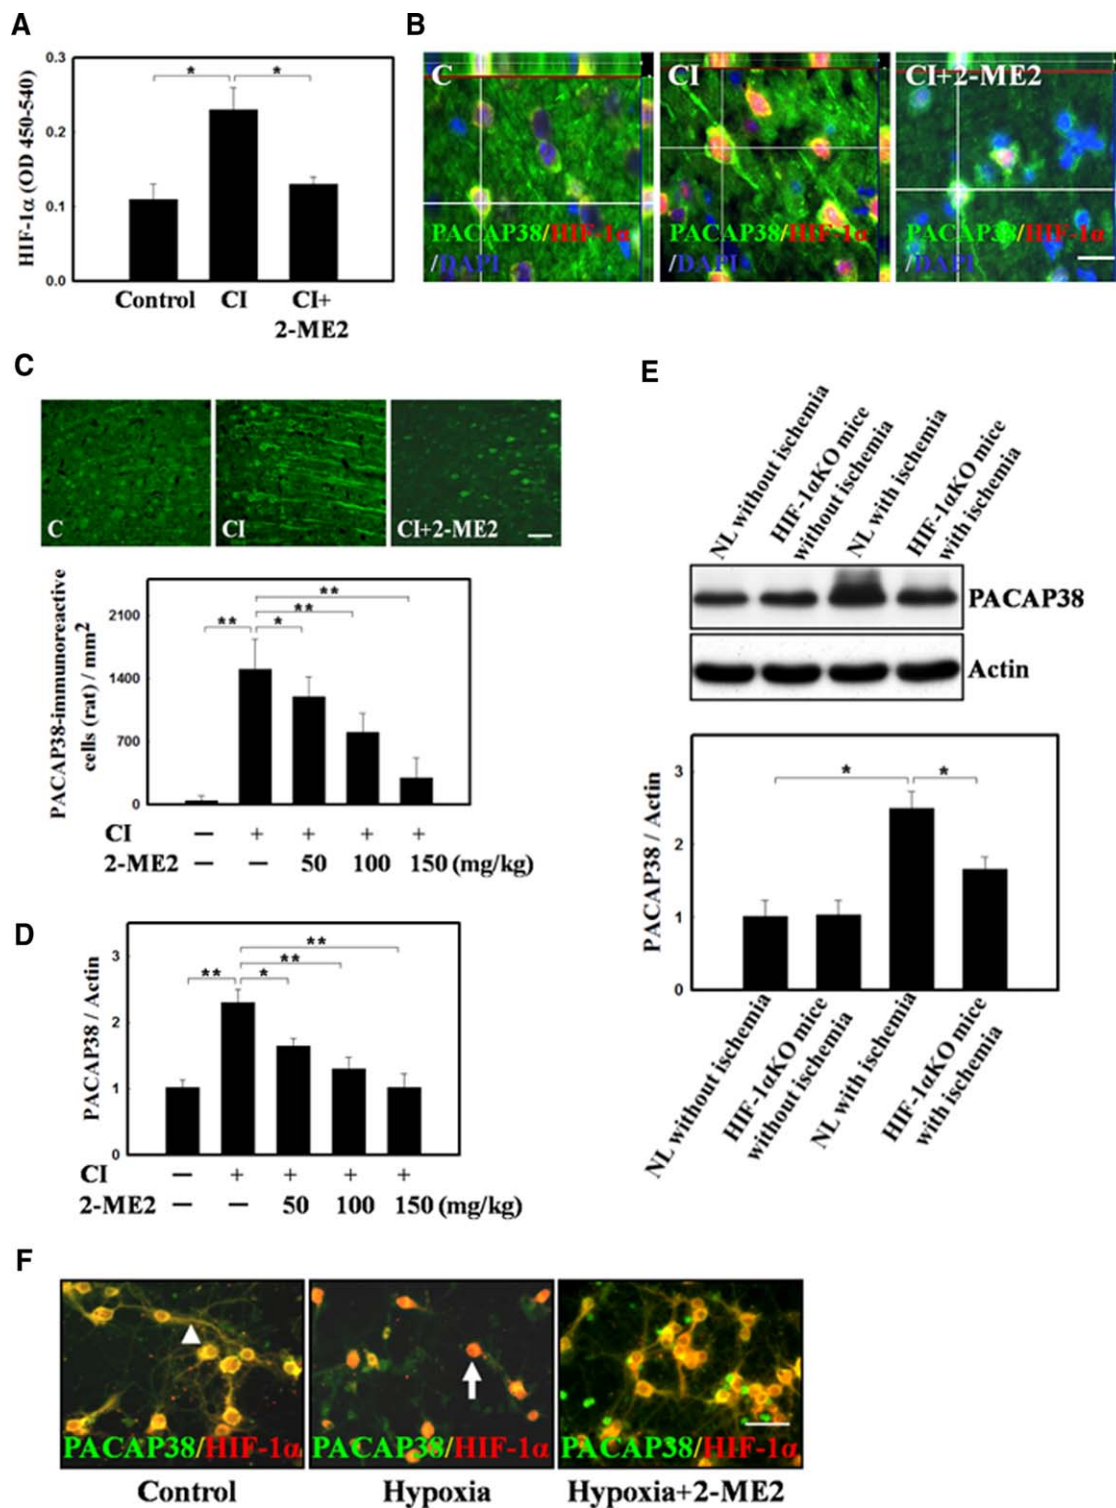 A
HIF-1α (OD 450-540)
0.3
0.2
0.1
0.0
*
*
Control
CI
CI+
2-ME2
B
C
PACAP38/HIF-1α
/DAPI
CI
PACAP38/HIF-1α
/DAPI
CI+2-ME2
PACAP38/HIF-1α
/DAPI
C
C
CI
CI+2-ME2
PACAP38-immunoreactive
cells (rat) / mm2
2100
1400
700
0
**
*
**
**
CI − + + + +
2-ME2 − − 50 100 150 (mg/kg)
D
PACAP38 / Actin
3
2
1
0
**
*
**
**
CI − + + + +
2-ME2 − − 50 100 150 (mg/kg)
E
NL without ischemia
HIF-1αKO mice
without ischemia
NL with ischemia
HIF-1αKO mice
with ischemia
PACAP38
Actin
PACAP38 / Actin
3
2
1
0
*
*
NL without ischemia
HIF-1αKO mice
without ischemia
NL with ischemia
HIF-1αKO mice
with ischemia
F
PACAP38/HIF-1α
Control
PACAP38/HIF-1α
Hypoxia
PACAP38/HIF-1α
Hypoxia+2-ME2